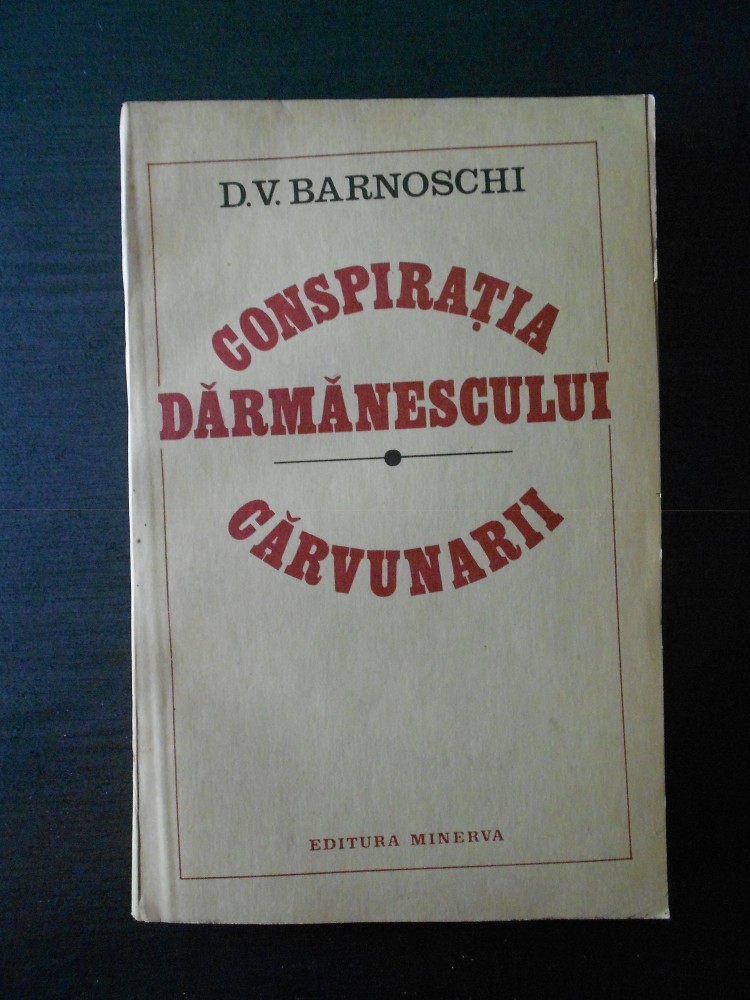 D.V. BARNOSCHI
CONSPIRAȚIA
DĂRMĂNESCULUI
CĂRVUNARII
EDITURA MINERVA